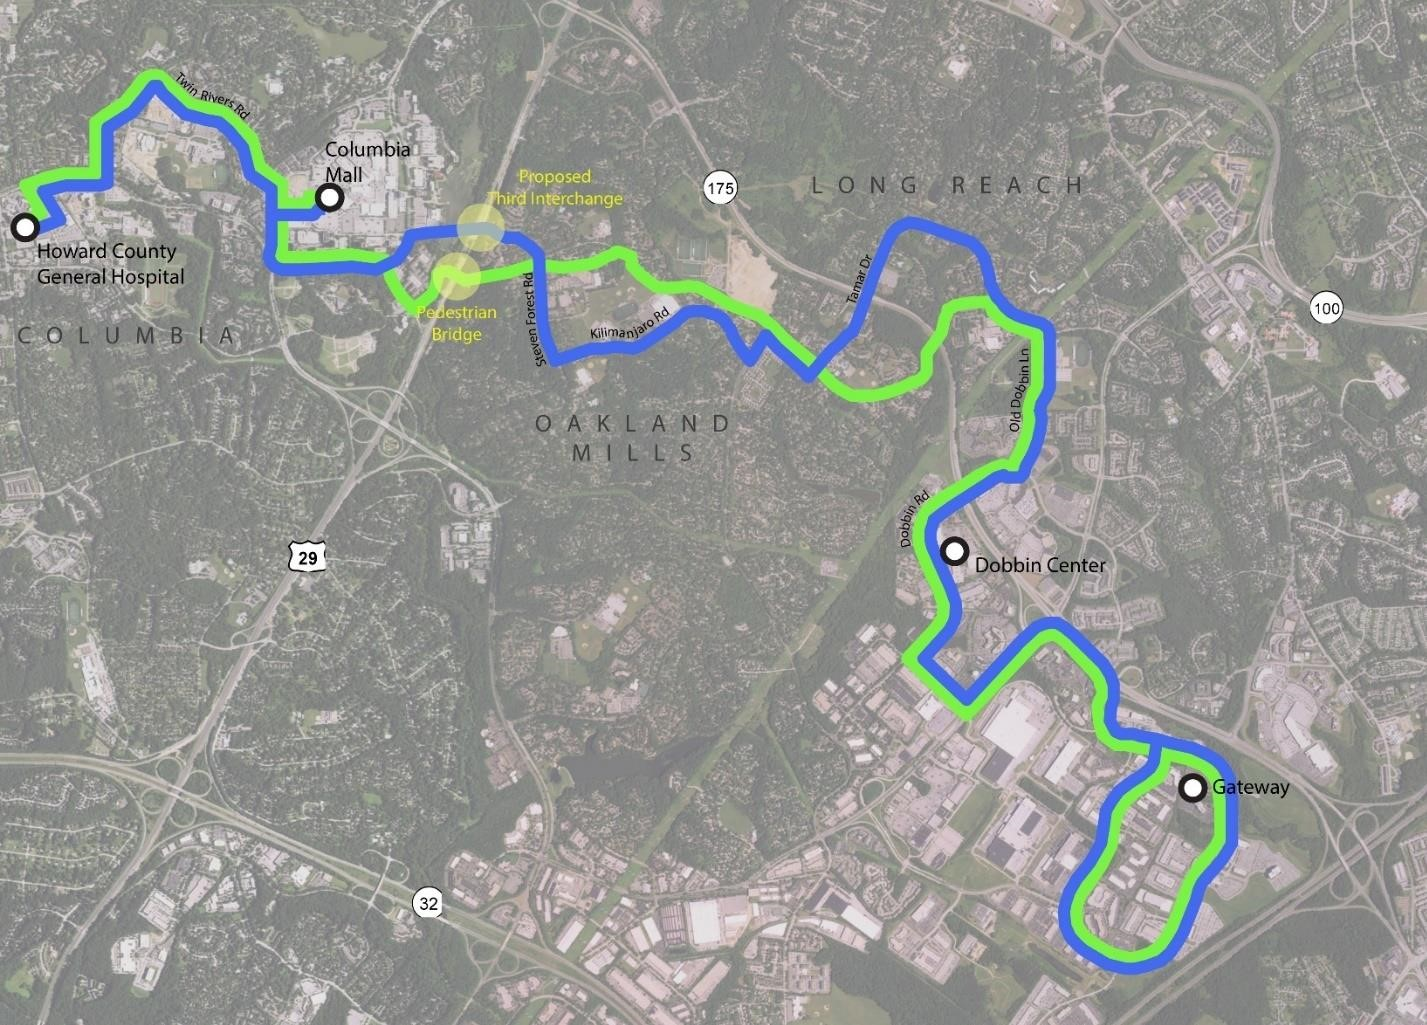 Twin Rivers Rd
Columbia
Mall
Proposed
Third Interchange
175
LONG REACH
Howard County
General Hospital
COLUMBIA
Pedestrian
Bridge
Steven Forest Rd
Kilimanjaro Rd
Tamar Dr
100
Old Dobbin Ln
OAKLAND
MILLS
Dobbin Rd
29
Dobbin Center
Gateway
32